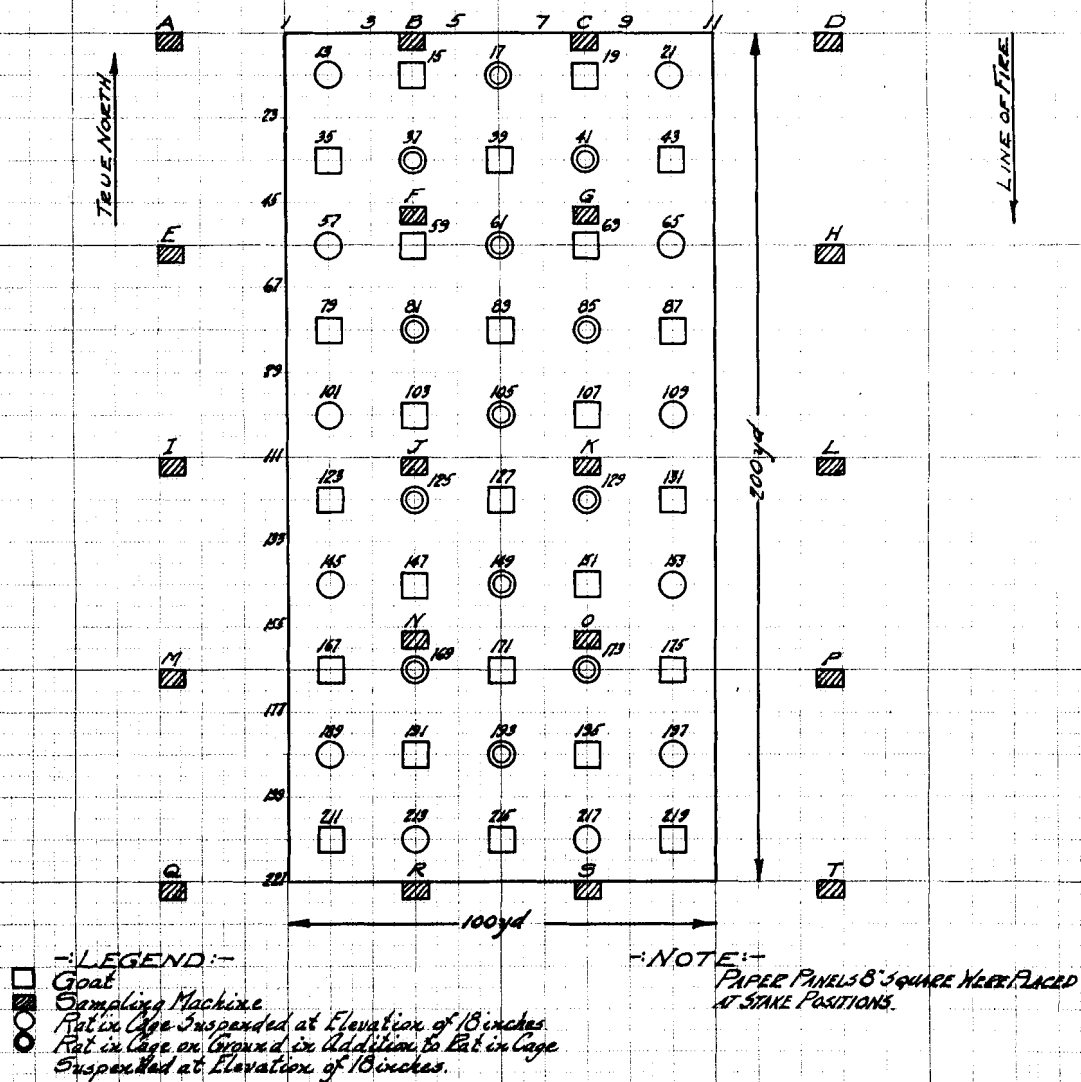 A 1 3 B 5 7 C 9 11 D
13 15 17 19 21
TRUE NORTH
LINE OF FIRE
23
35 37 39 41 43
45 F G
57 59 61 63 65
E H
67
79 81 83 85 87
89
101 103 105 107 109
I 111 J K L
123 125 127 129 131
200yd
133
145 147 149 151 153
155 N O
167 169 171 173 175
M P
177
189 191 193 195 197
199
211 213 215 217 219
Q 221 R S T
100yd
-:LEGEND:-
Goat
Sampling Machine
Rat in Cage Suspended at Elevation of 18 inches
Rat in Cage on Ground in Addition to Rat in Cage
Suspended at Elevation of 18 inches.
-:NOTE:-
PAPER PANELS 8" SQUARE WERE PLACED
AT STAKE POSITIONS.